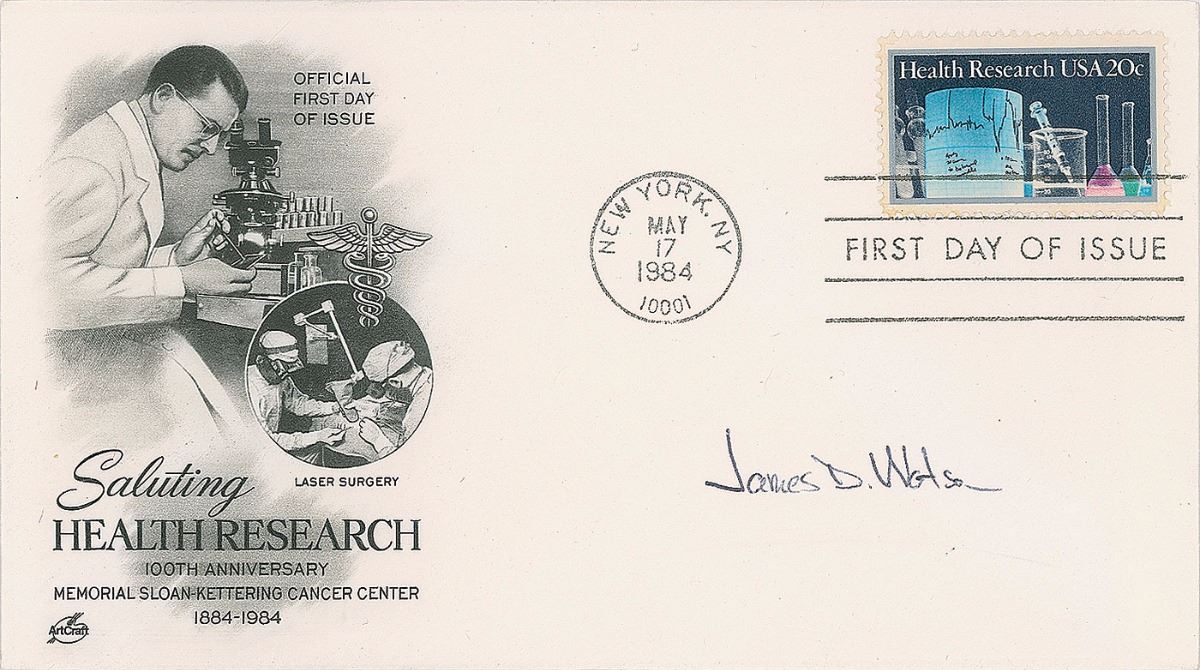 OFFICIAL
FIRST DAY
OF ISSUE
Health Research USA 20c
NEW YORK, NY
MAY
17
1984
10001
FIRST DAY OF ISSUE
James D. Watson
LASER SURGERY
Saluting
HEALTH RESEARCH
100TH ANNIVERSARY
MEMORIAL SLOAN-KETTERING CANCER CENTER
1884-1984
ArtCraft